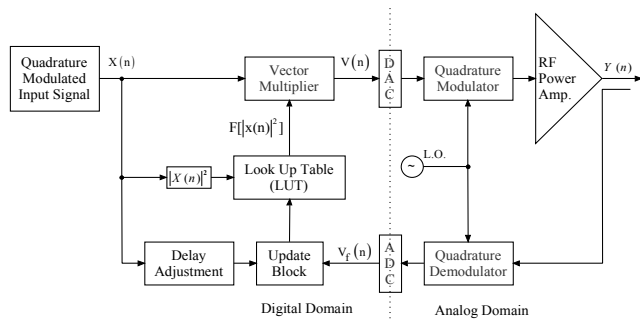 Quadrature
Modulated
Input Signal
X(n)
Vector
Multiplier
V(n)
D
A
C
Quadrature
Modulator
RF
Power
Amp.
Y(n)
F[|x(n)|²]
L.O.
~
|X(n)|²
Look Up Table
(LUT)
Delay
Adjustment
Update
Block
V_f(n)
A
D
C
Quadrature
Demodulator
Digital Domain
Analog Domain